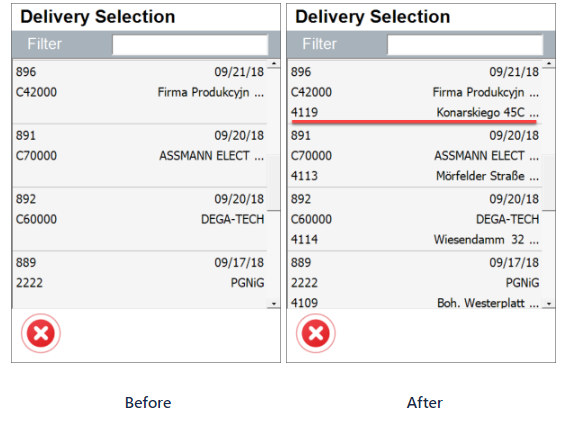 Delivery Selection
Filter
896 09/21/18
C42000 Firma Produkcyjn ...
891 09/20/18
C70000 ASSMANN ELECT ...
892 09/20/18
C60000 DEGA-TECH
889 09/17/18
2222 PGNiG
Before
Delivery Selection
Filter
896 09/21/18
C42000 Firma Produkcyjn ...
4119 Konarskiego 45C ...
891 09/20/18
C70000 ASSMANN ELECT ...
4113 Mörfelder Straße ...
892 09/20/18
C60000 DEGA-TECH
4114 Wiesendamm 32 ...
889 09/17/18
2222 PGNiG
4109 Boh. Westerplatt ...
After